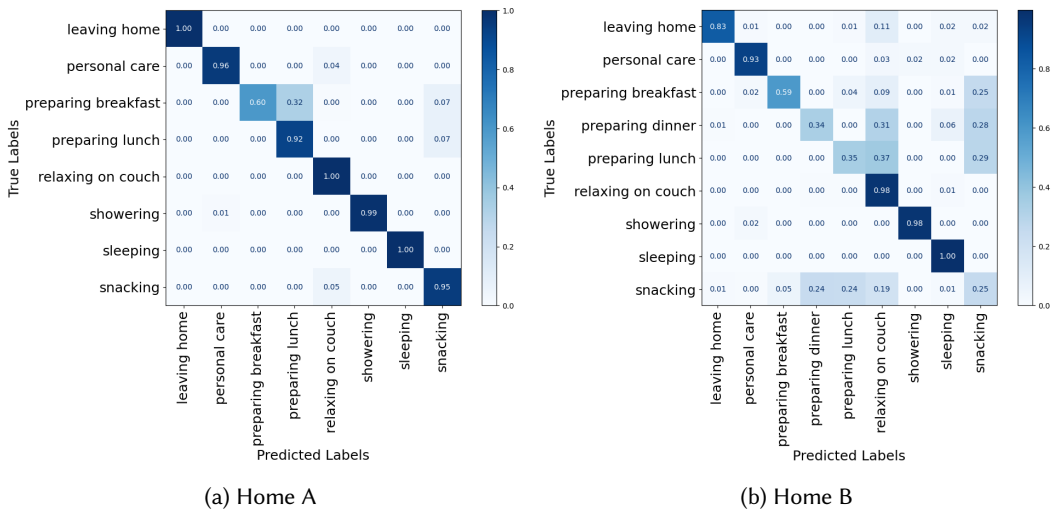 leaving home 1.00 0.00 0.00 0.00 0.00 0.00 0.00 0.00
personal care 0.00 0.96 0.00 0.00 0.04 0.00 0.00 0.00
preparing breakfast 0.00 0.00 0.60 0.32 0.00 0.00 0.00 0.07
preparing lunch 0.00 0.00 0.00 0.92 0.00 0.00 0.00 0.07
relaxing on couch 0.00 0.00 0.00 0.00 1.00 0.00 0.00 0.00
showering 0.00 0.01 0.00 0.00 0.00 0.99 0.00 0.00
sleeping 0.00 0.00 0.00 0.00 0.00 0.00 1.00 0.00
snacking 0.00 0.00 0.00 0.00 0.05 0.00 0.00 0.95
True Labels
leaving home
personal care
preparing breakfast
preparing lunch
relaxing on couch
showering
sleeping
snacking
Predicted Labels
1.0
0.8
0.6
0.4
0.2
0.0
(a) Home A
leaving home 0.83 0.01 0.00 0.00 0.01 0.11 0.00 0.02 0.02
personal care 0.00 0.93 0.00 0.00 0.00 0.03 0.02 0.02 0.00
preparing breakfast 0.00 0.02 0.59 0.00 0.04 0.09 0.00 0.01 0.25
preparing dinner 0.01 0.00 0.00 0.34 0.00 0.31 0.00 0.06 0.28
preparing lunch 0.00 0.00 0.00 0.00 0.35 0.37 0.00 0.00 0.29
relaxing on couch 0.00 0.00 0.00 0.00 0.00 0.98 0.00 0.01 0.00
showering 0.00 0.02 0.00 0.00 0.00 0.00 0.98 0.00 0.00
sleeping 0.00 0.00 0.00 0.00 0.00 0.00 0.00 1.00 0.00
snacking 0.01 0.00 0.05 0.24 0.24 0.19 0.00 0.01 0.25
True Labels
leaving home
personal care
preparing breakfast
preparing dinner
preparing lunch
relaxing on couch
showering
sleeping
snacking
Predicted Labels
0.8
0.6
0.4
0.2
0.0
(b) Home B